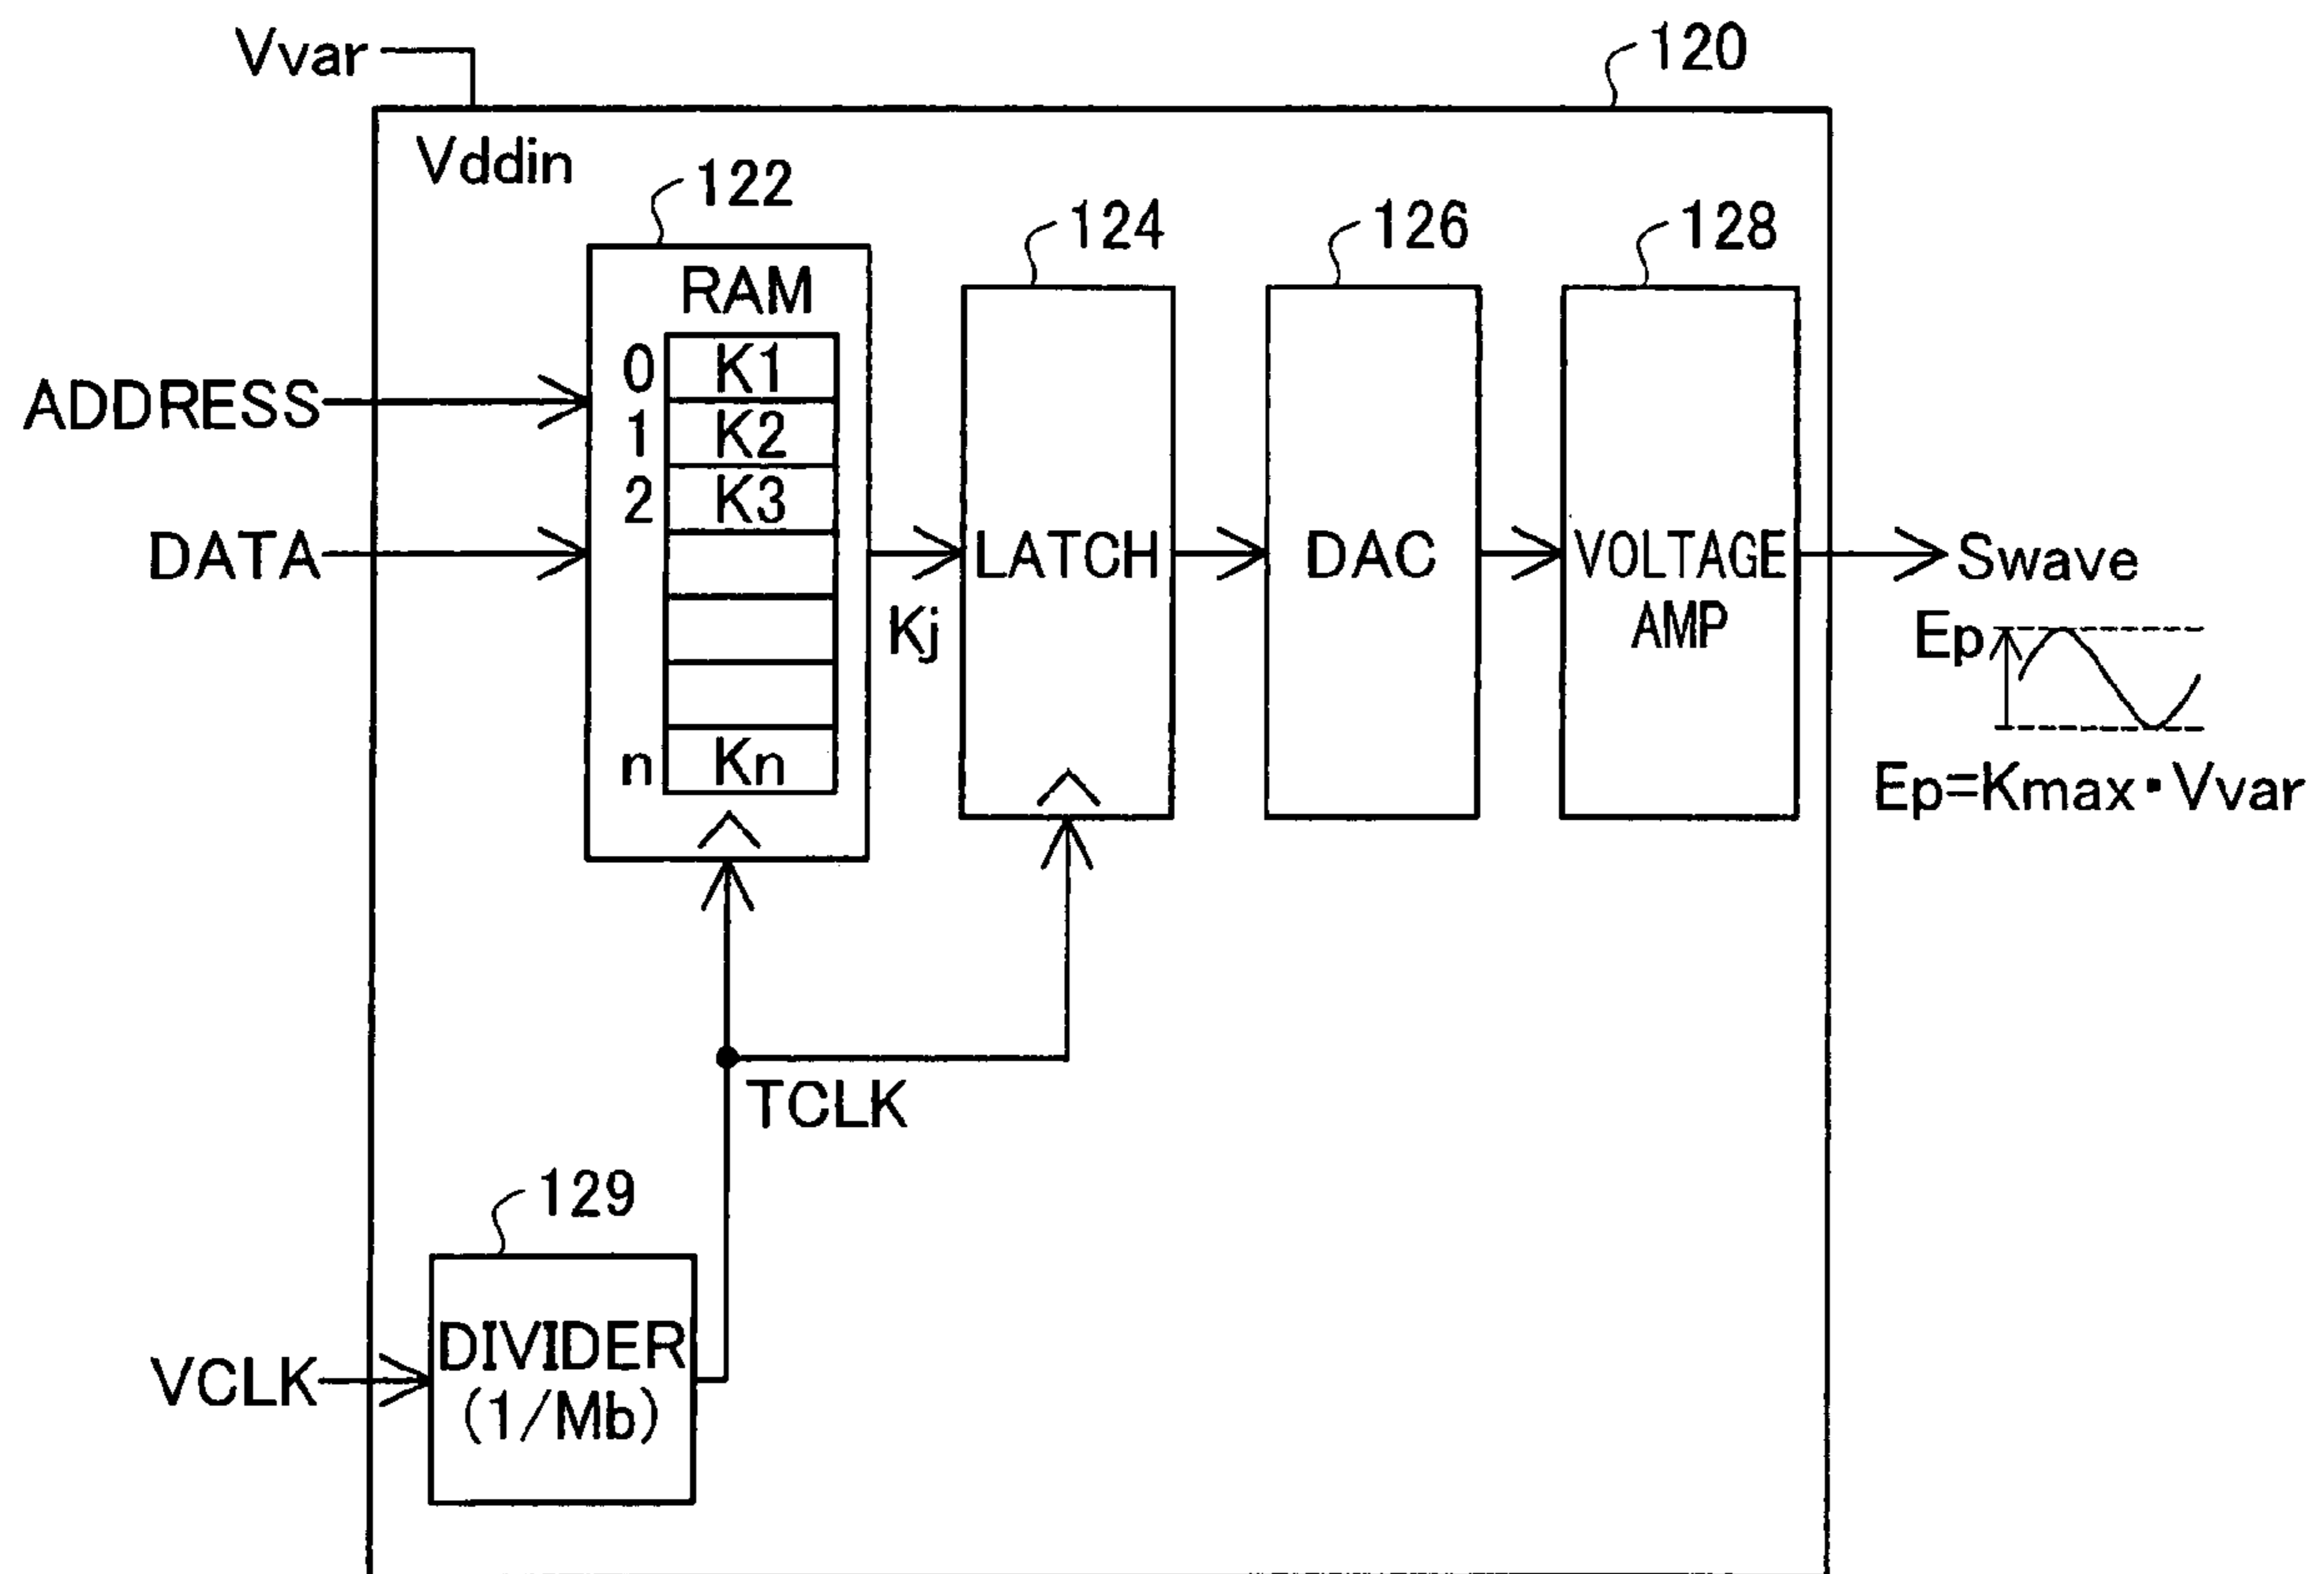 Vvar
120
Vddin
122
124
126
128
RAM
0 K1
1 K2
2 K3
n Kn
ADDRESS
DATA
Kj
LATCH
DAC
VOLTAGE
AMP
Swave
Ep
Ep=Kmax・Vvar
TCLK
129
DIVIDER
(1/Mb)
VCLK